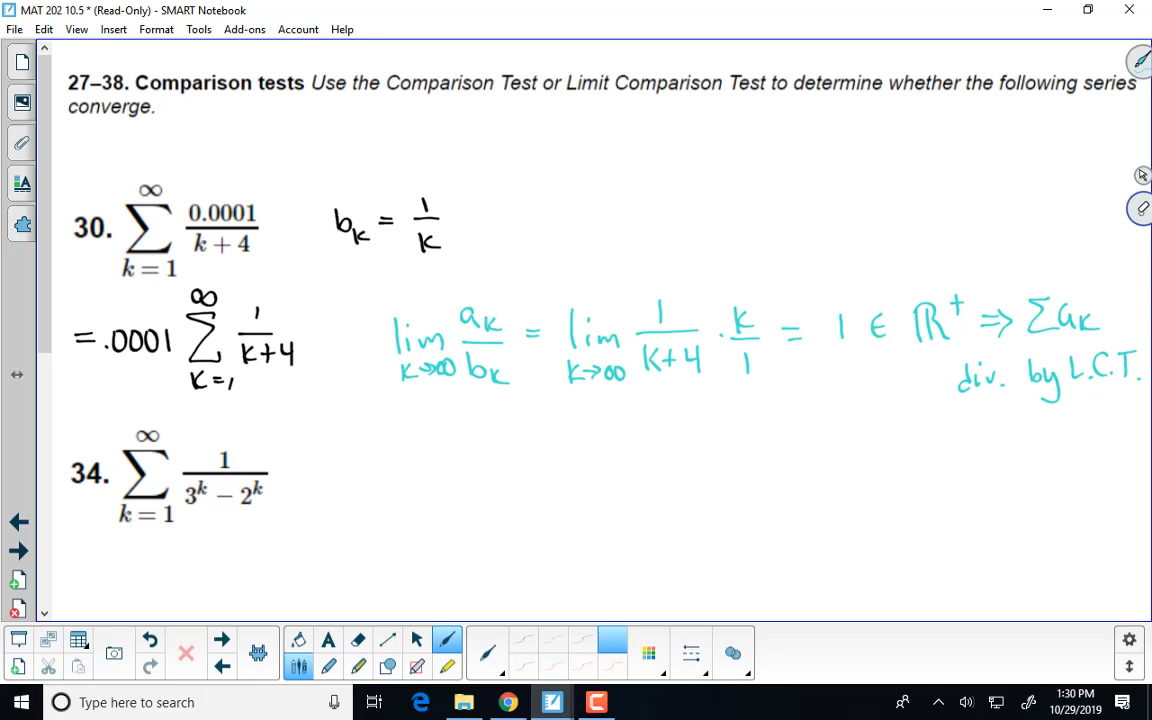 MAT 202 10.5 * (Read-Only) - SMART Notebook
File Edit View Insert Format Tools Add-ons Account Help
27–38. Comparison tests Use the Comparison Test or Limit Comparison Test to determine whether the following series
converge.
30. ∑_{k = 1}^{∞} 0.0001/(k + 4) b_k = 1/k
= .0001 ∑_{k=1}^{∞} 1/(k+4) lim_{k→∞} a_k/b_k = lim_{k→∞} 1/(k+4) · k/1 = 1 ∈ ℝ⁺ ⇒ ∑a_k
div. by L.C.T.
34. ∑_{k = 1}^{∞} 1/(3^k − 2^k)
A
Type here to search
1:30 PM
10/29/2019